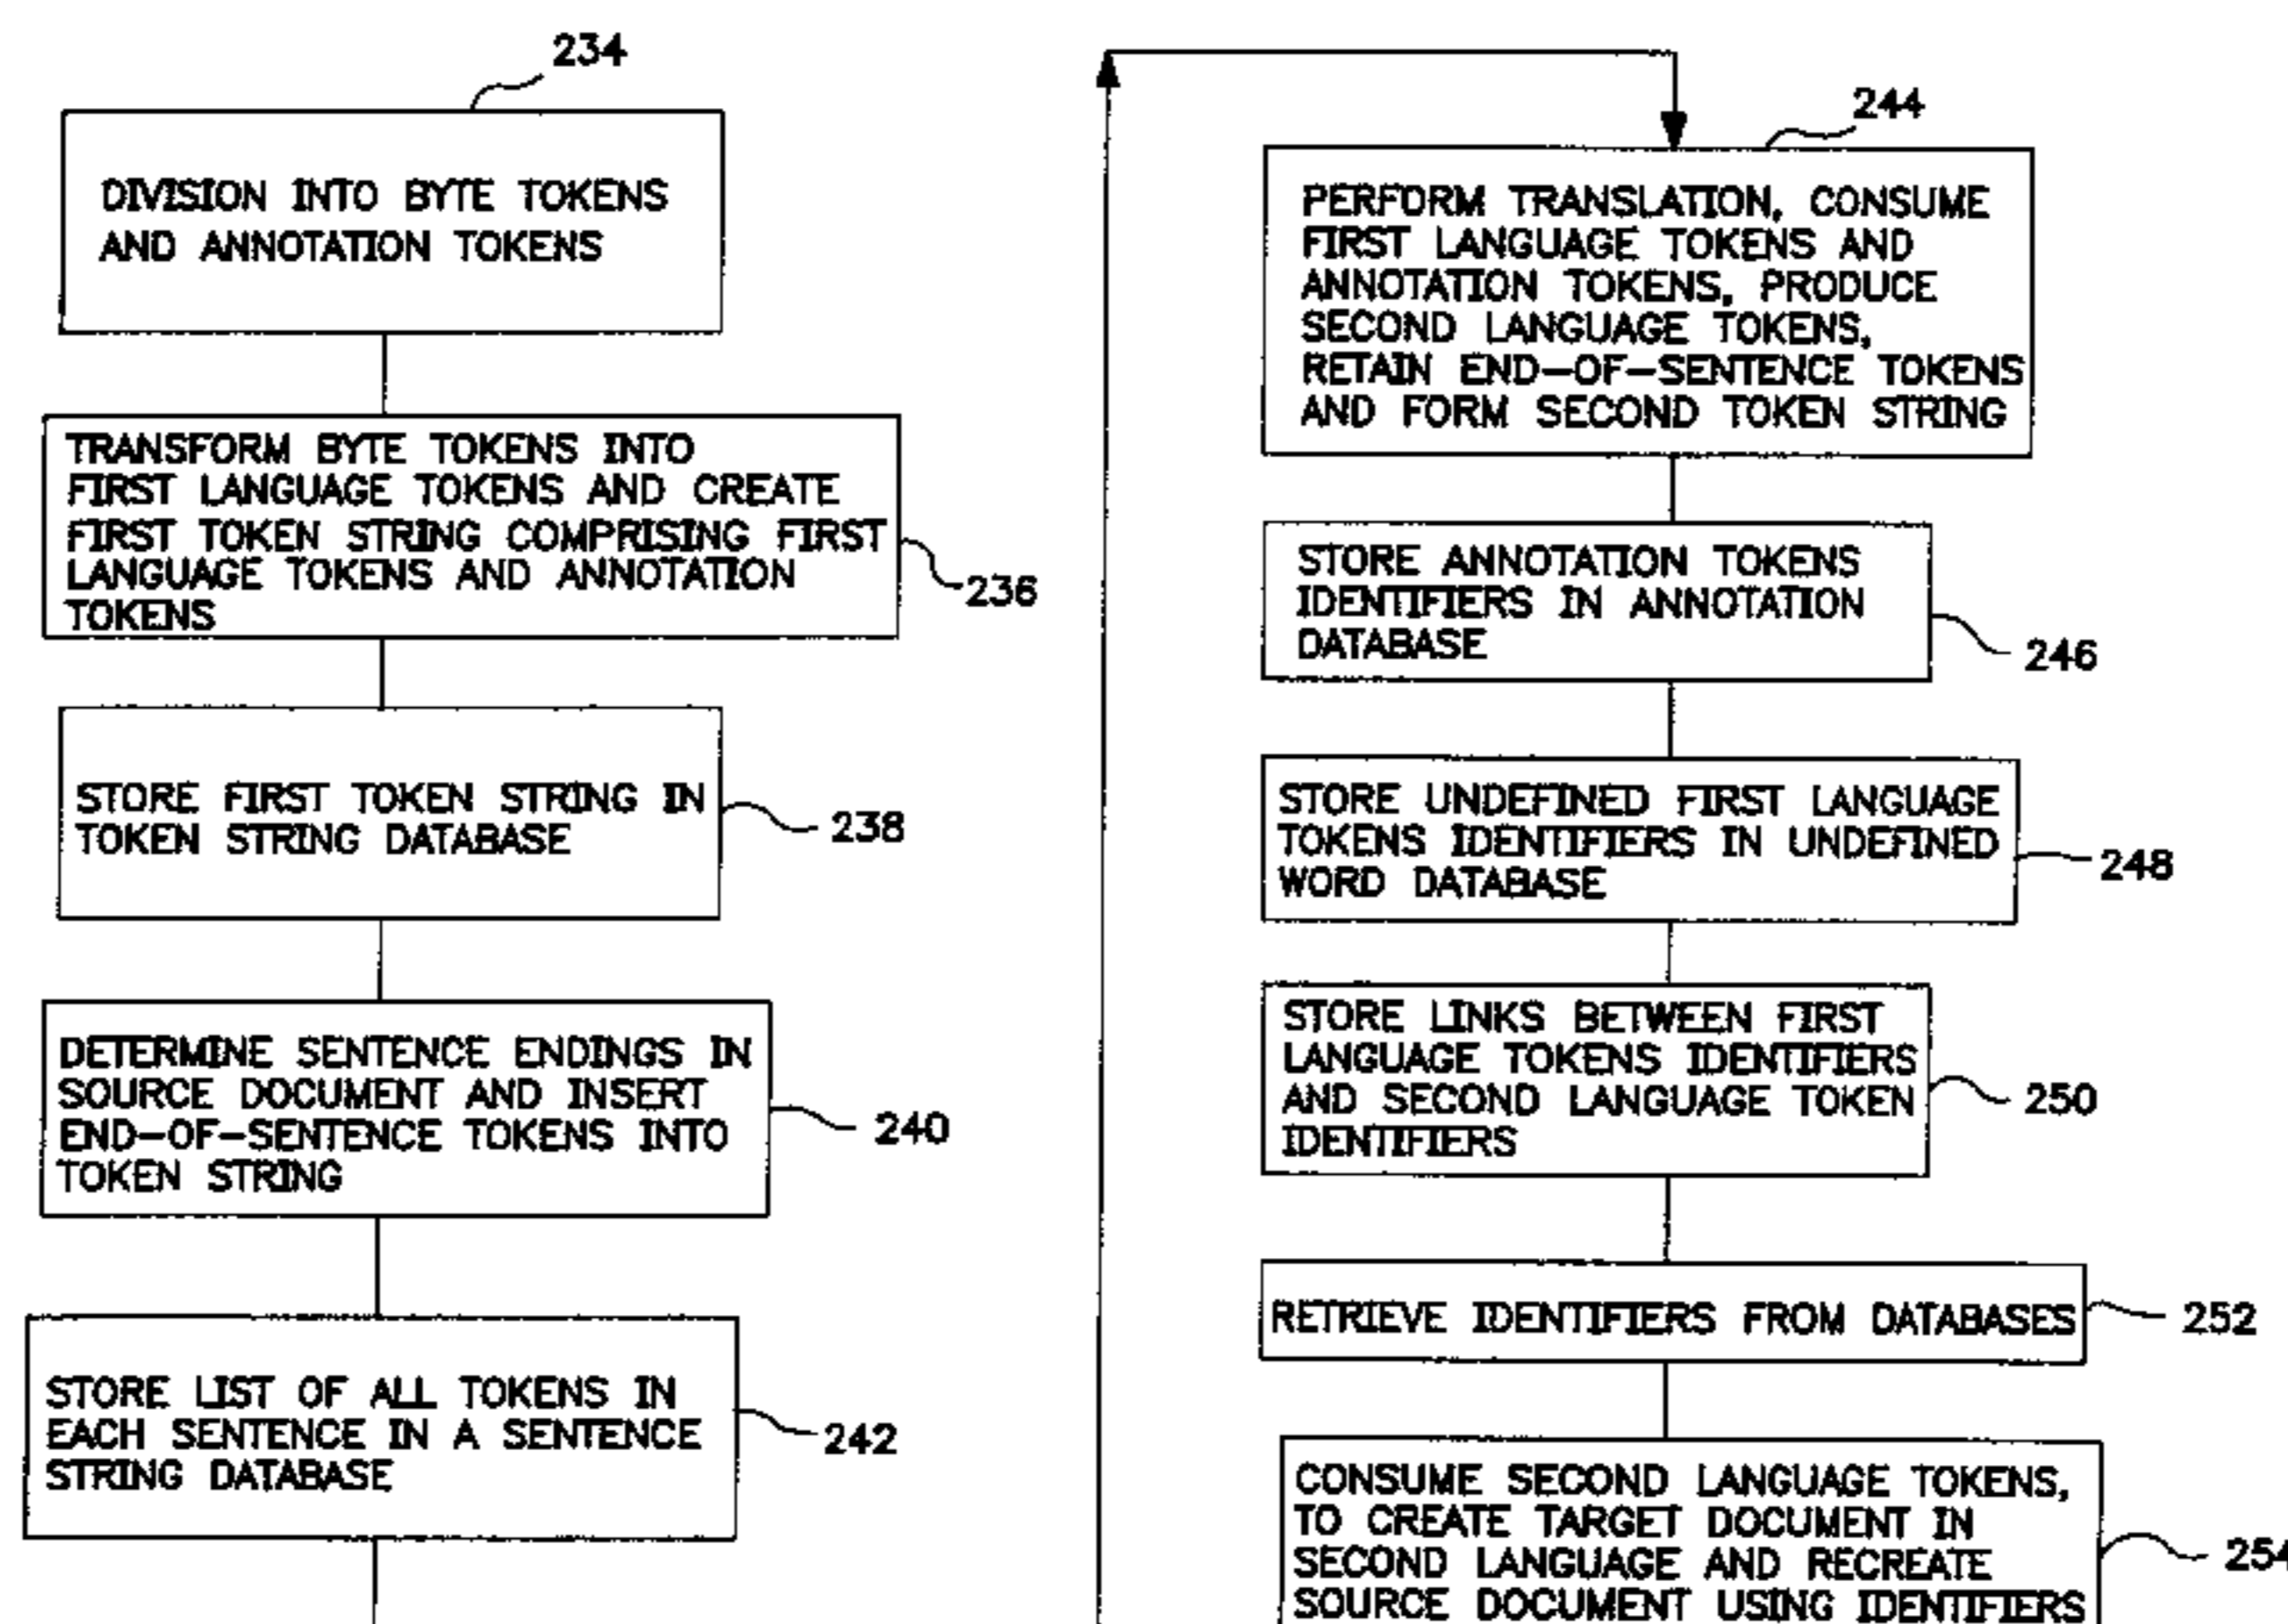 234
DIVISION INTO BYTE TOKENS
AND ANNOTATION TOKENS
TRANSFORM BYTE TOKENS INTO
FIRST LANGUAGE TOKENS AND CREATE
FIRST TOKEN STRING COMPRISING FIRST
LANGUAGE TOKENS AND ANNOTATION
TOKENS
236
STORE FIRST TOKEN STRING IN
TOKEN STRING DATABASE
238
DETERMINE SENTENCE ENDINGS IN
SOURCE DOCUMENT AND INSERT
END-OF-SENTENCE TOKENS INTO
TOKEN STRING
240
STORE LIST OF ALL TOKENS IN
EACH SENTENCE IN A SENTENCE
STRING DATABASE
242
244
PERFORM TRANSLATION, CONSUME
FIRST LANGUAGE TOKENS AND
ANNOTATION TOKENS, PRODUCE
SECOND LANGUAGE TOKENS,
RETAIN END-OF-SENTENCE TOKENS
AND FORM SECOND TOKEN STRING
STORE ANNOTATION TOKENS
IDENTIFIERS IN ANNOTATION
DATABASE
246
STORE UNDEFINED FIRST LANGUAGE
TOKENS IDENTIFIERS IN UNDEFINED
WORD DATABASE
248
STORE LINKS BETWEEN FIRST
LANGUAGE TOKENS IDENTIFIERS
AND SECOND LANGUAGE TOKEN
IDENTIFIERS
250
RETRIEVE IDENTIFIERS FROM DATABASES
252
CONSUME SECOND LANGUAGE TOKENS,
TO CREATE TARGET DOCUMENT IN
SECOND LANGUAGE AND RECREATE
SOURCE DOCUMENT USING IDENTIFIERS
254